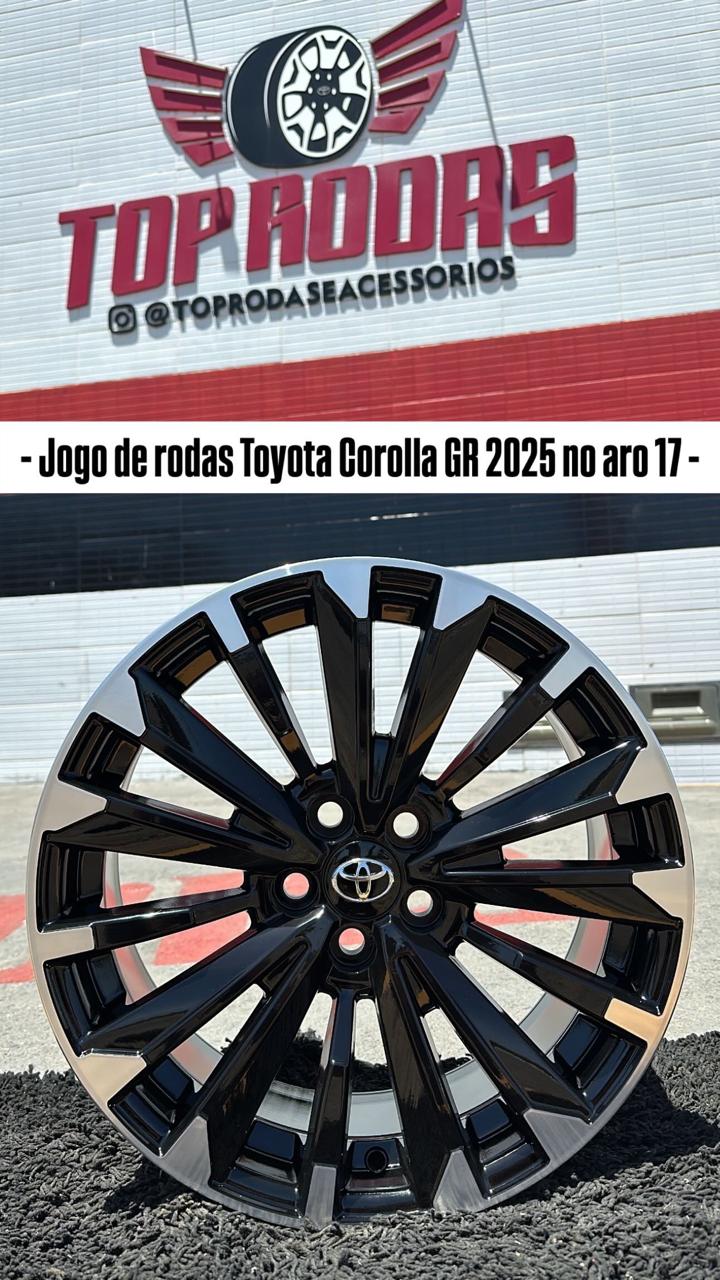 TOP RODAS
@TOPRODASEACESSORIOS
- Jogo de rodas Toyota Corolla GR 2025 no aro 17 -